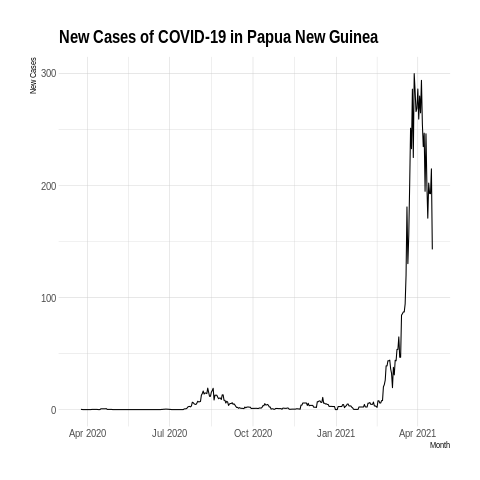 New Cases of COVID-19 in Papua New Guinea
New Cases
300
200
100
0
Apr 2020 Jul 2020 Oct 2020 Jan 2021 Apr 2021
Month